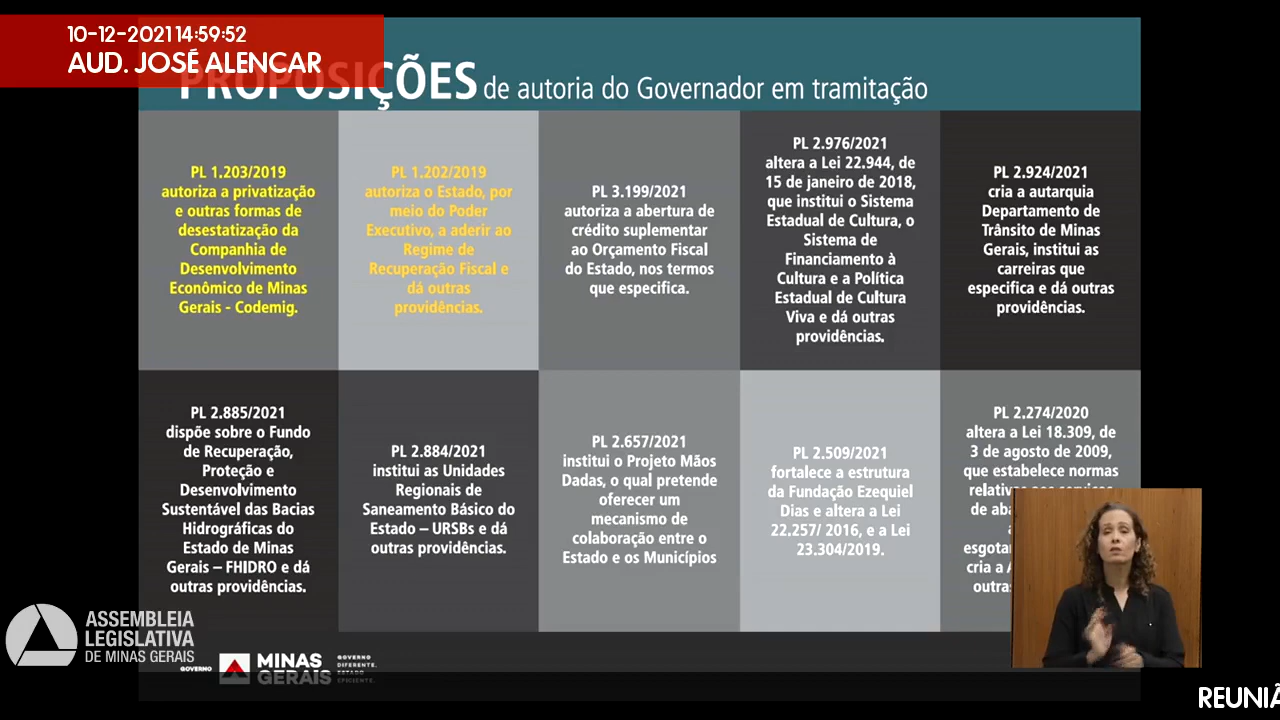 10-12-2021 14:59:52
AUD. JOSÉ ALENCAR
PROPOSIÇÕES de autoria do Governador em tramitação
PL 1.203/2019
autoriza a privatização
e outras formas de
desestatização da
Companhia de
Desenvolvimento
Econômico de Minas
Gerais - Codemig.
PL 1.202/2019
autoriza o Estado, por
meio do Poder
Executivo, a aderir ao
Regime de
Recuperação Fiscal e
dá outras
providências.
PL 3.199/2021
autoriza a abertura de
crédito suplementar
ao Orçamento Fiscal
do Estado, nos termos
que especifica.
PL 2.976/2021
altera a Lei 22.944, de
15 de janeiro de 2018,
que institui o Sistema
Estadual de Cultura, o
Sistema de
Financiamento à
Cultura e a Política
Estadual de Cultura
Viva e dá outras
providências.
PL 2.924/2021
cria a autarquia
Departamento de
Trânsito de Minas
Gerais, institui as
carreiras que
especifica e dá outras
providências.
PL 2.885/2021
dispõe sobre o Fundo
de Recuperação,
Proteção e
Desenvolvimento
Sustentável das Bacias
Hidrográficas do
Estado de Minas
Gerais – FHIDRO e dá
outras providências.
PL 2.884/2021
institui as Unidades
Regionais de
Saneamento Básico do
Estado – URSBs e dá
outras providências.
PL 2.657/2021
institui o Projeto Mãos
Dadas, o qual pretende
oferecer um
mecanismo de
colaboração entre o
Estado e os Municípios
PL 2.509/2021
fortalece a estrutura
da Fundação Ezequiel
Dias e altera a Lei
22.257/ 2016, e a Lei
23.304/2019.
PL 2.274/2020
altera a Lei 18.309, de
3 de agosto de 2009,
que estabelece normas
de
cria a
ASSEMBLEIA
LEGISLATIVA
DE MINAS GERAIS
GOVERNO
MINAS
GERAIS
GOVERNO
DIFERENTE.
ESTADO
EFICIENTE.